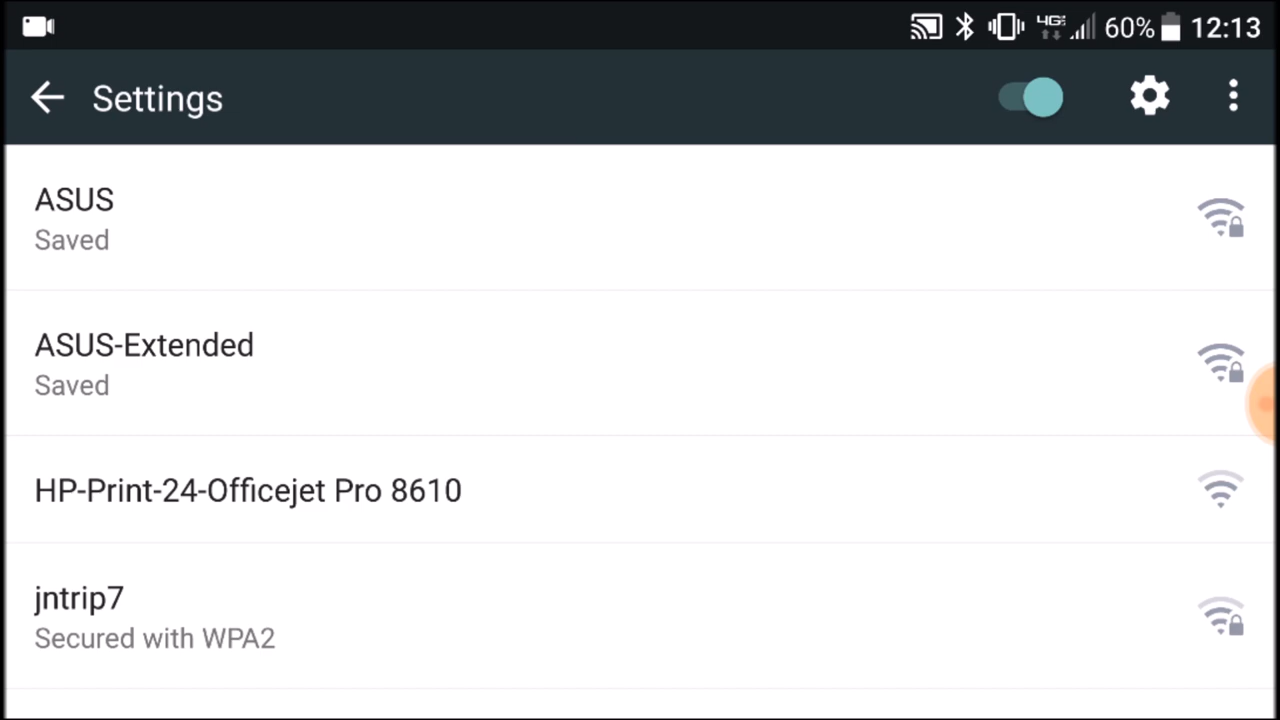 4G 60% 12:13
Settings
ASUS
Saved
ASUS-Extended
Saved
HP-Print-24-Officejet Pro 8610
jntrip7
Secured with WPA2